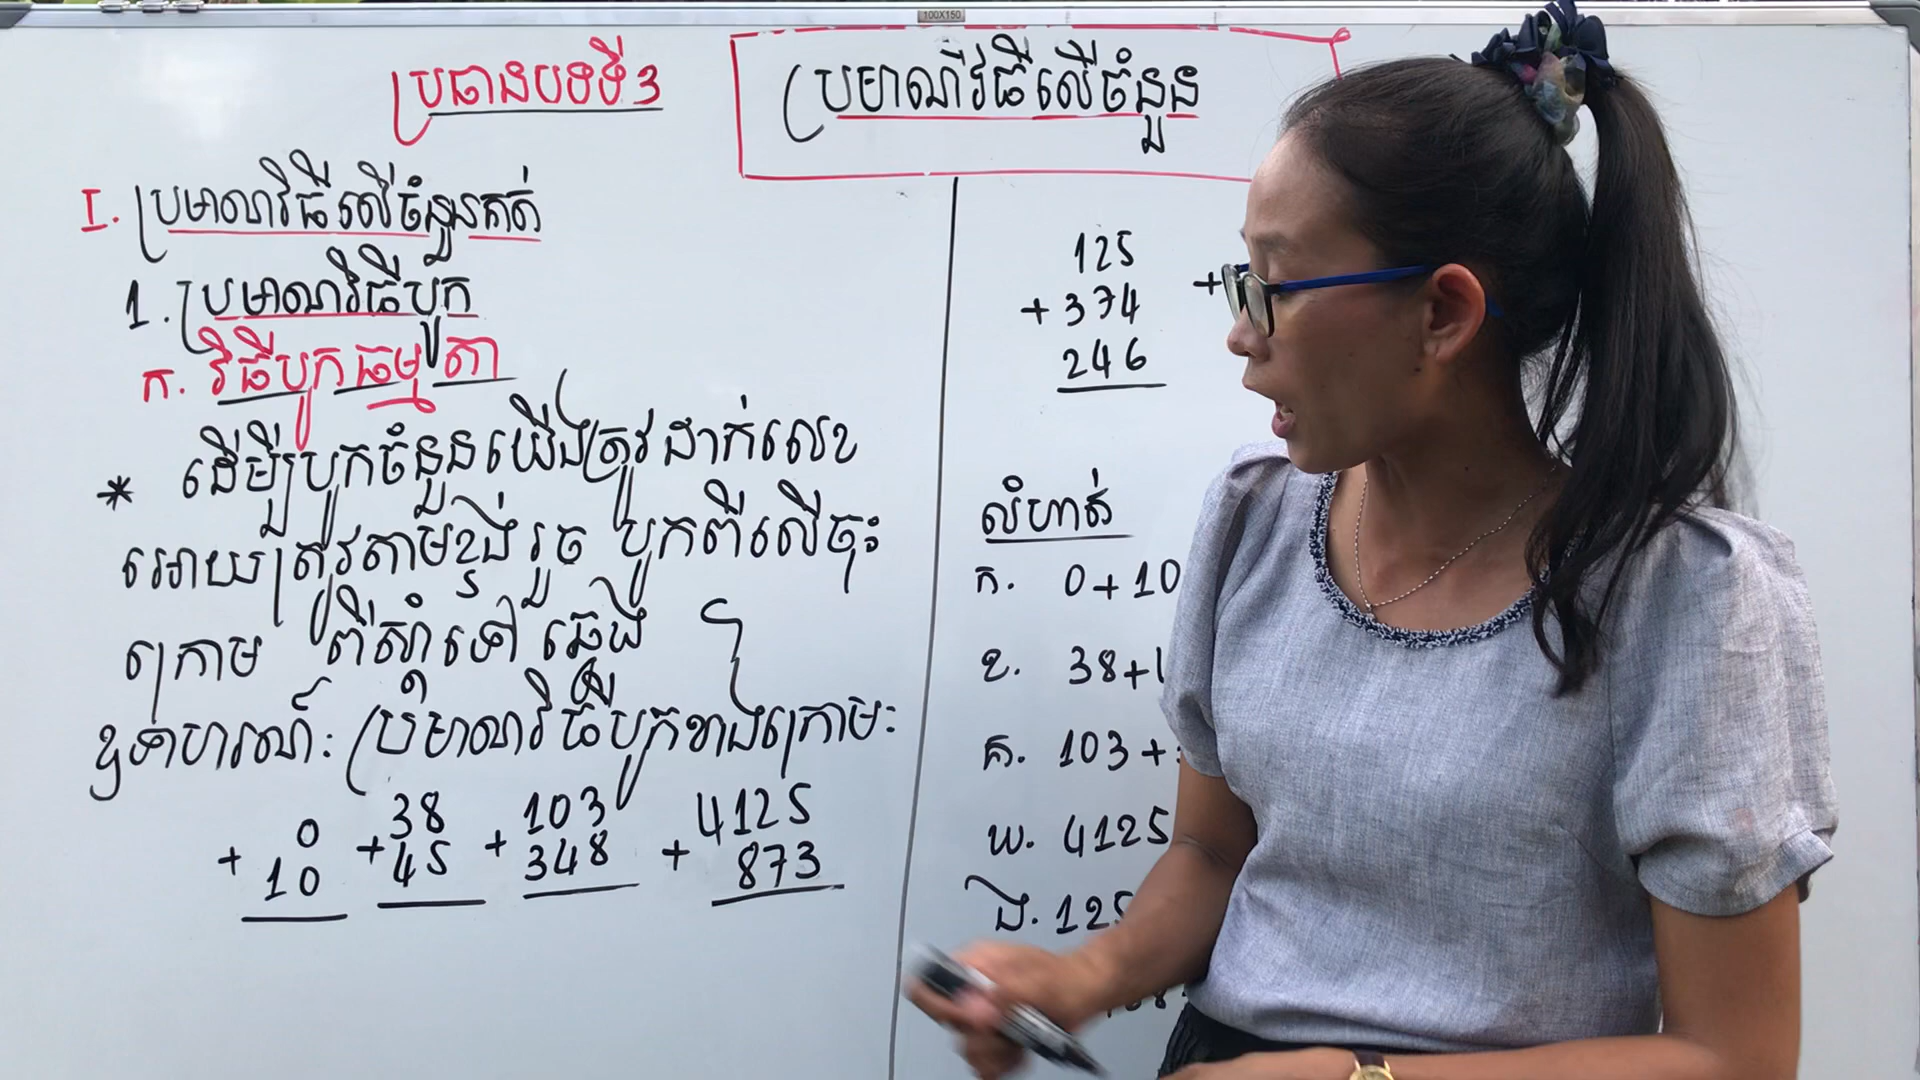 100X150
ប្រធានបទទី 3
ប្រមាណវិធីលើចំនួន
I. ប្រមាណវិធីលើចំនួនគត់
1. ប្រមាណវិធីបូក
ក. វិធីបូកធម្មតា
* ដើម្បីបូកចំនួនយើងត្រូវដាក់លេខ
អោយត្រូវតាមខ្ទង់ រួច បូកពីលើចុះ
ក្រោម ពីស្តាំទៅ ឆ្វេង
ឧទាហរណ៍: ប្រមាណវិធីបូកខាងក្រោម:
0
+ 10
38
+ 45
103
+ 348
4125
+ 873
125
+ 374
246
+
លំហាត់
ក. 0+10
ខ. 38+
គ. 103+
ឃ. 4125
ង. 125